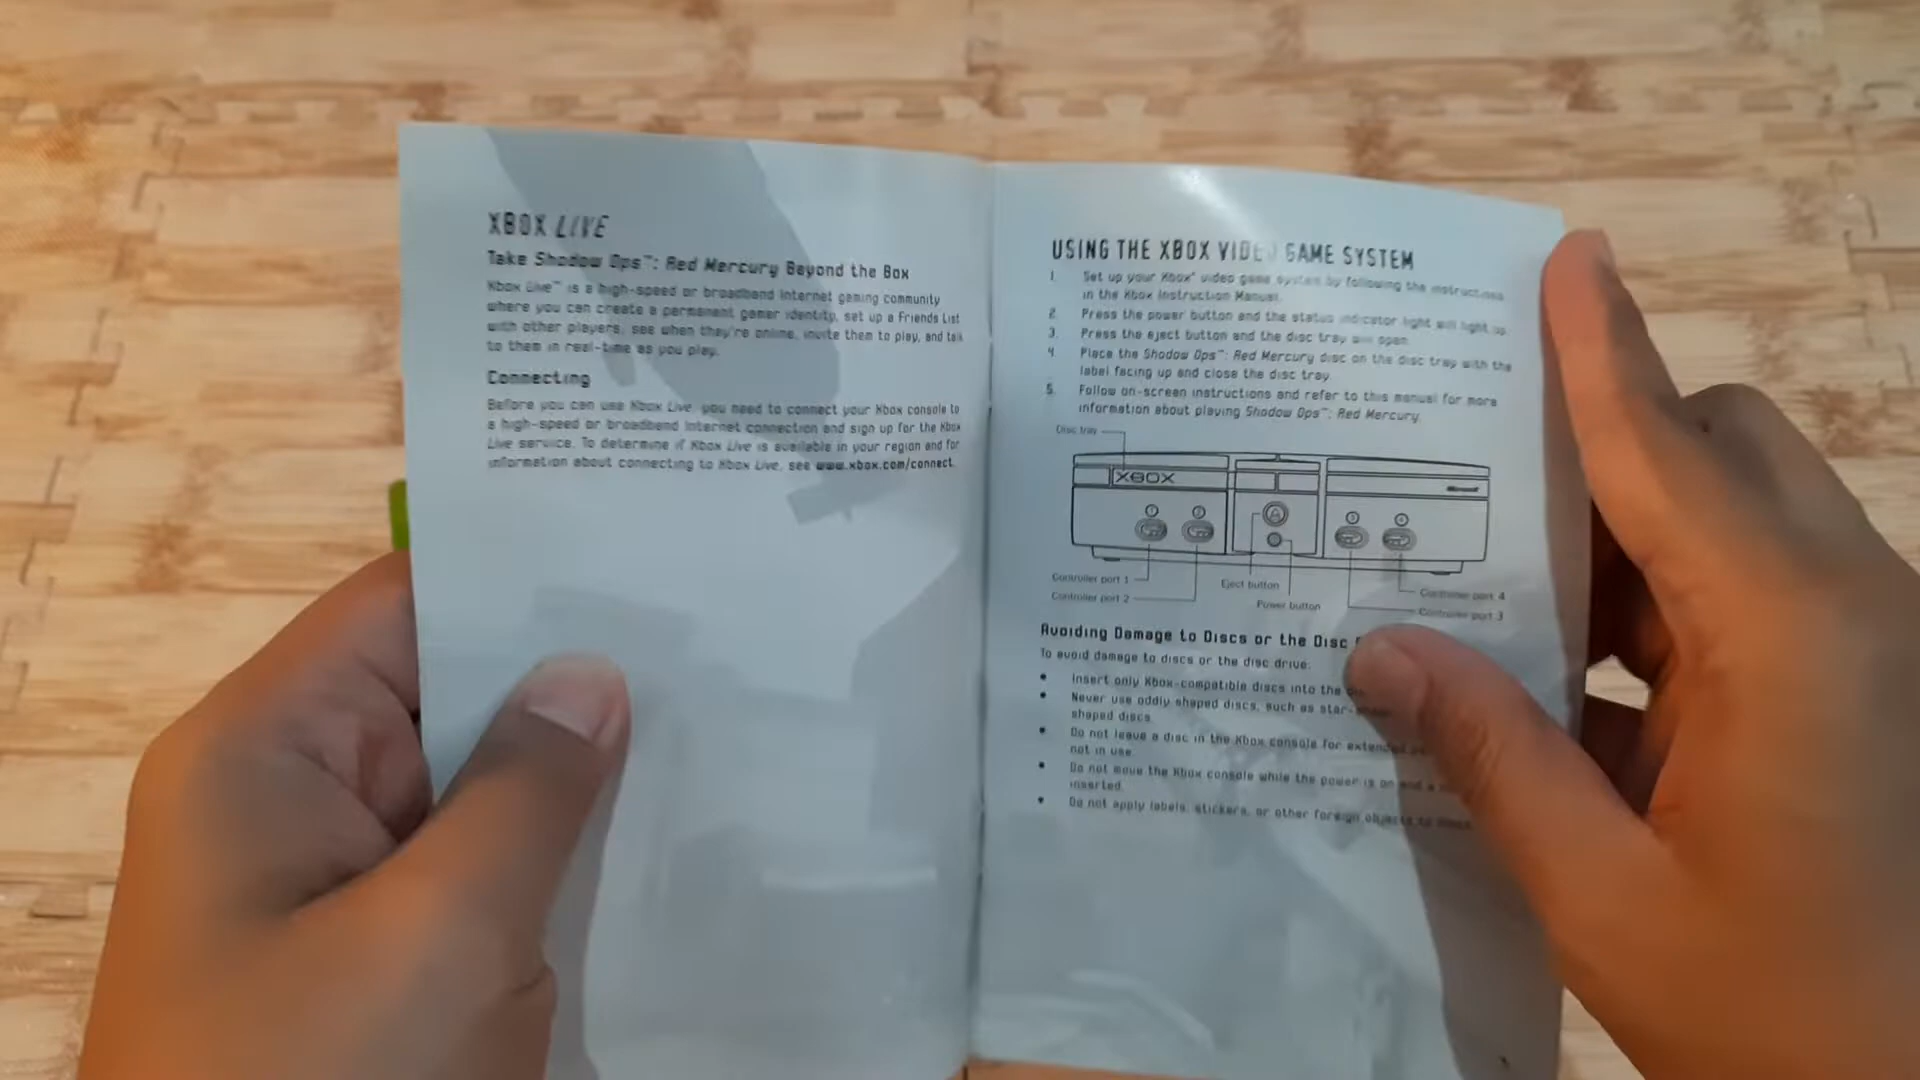 XBOX LIVE
Take Shadow Ops™: Red Mercury Beyond the Box
Xbox Live™ is a high-speed or broadband Internet gaming community
where you can create a permanent gamer identity, set up a Friends List
with other players, see when they're online, invite them to play, and talk
to them in real-time as you play.
Connecting
Before you can use Xbox Live, you need to connect your Xbox console to
a high-speed or broadband Internet connection and sign up for the Xbox
Live service. To determine if Xbox Live is available in your region and for
information about connecting to Xbox Live, see www.xbox.com/connect.
USING THE XBOX VIDEO GAME SYSTEM
1. Set up your Xbox® video game system by following the instructions
in the Xbox Instruction Manual.
2. Press the power button and the status indicator light will light up.
3. Press the eject button and the disc tray will open.
4. Place the Shadow Ops™: Red Mercury disc on the disc tray with the
label facing up and close the disc tray.
5. Follow on-screen instructions and refer to this manual for more
information about playing Shadow Ops™: Red Mercury.
Disc tray
XBOX
1 2 3 4
Controller port 1
Controller port 2
Eject button
Power button
Controller port 4
Controller port 3
Avoiding Damage to Discs or the Disc
To avoid damage to discs or the disc drive:
• Insert only Xbox-compatible discs into the
• Never use oddly shaped discs, such as star-
shaped discs.
• Do not leave a disc in the Xbox console for extended
not in use.
• Do not move the Xbox console while the power is on and a
inserted.
• Do not apply labels, stickers, or other foreign objects to discs.